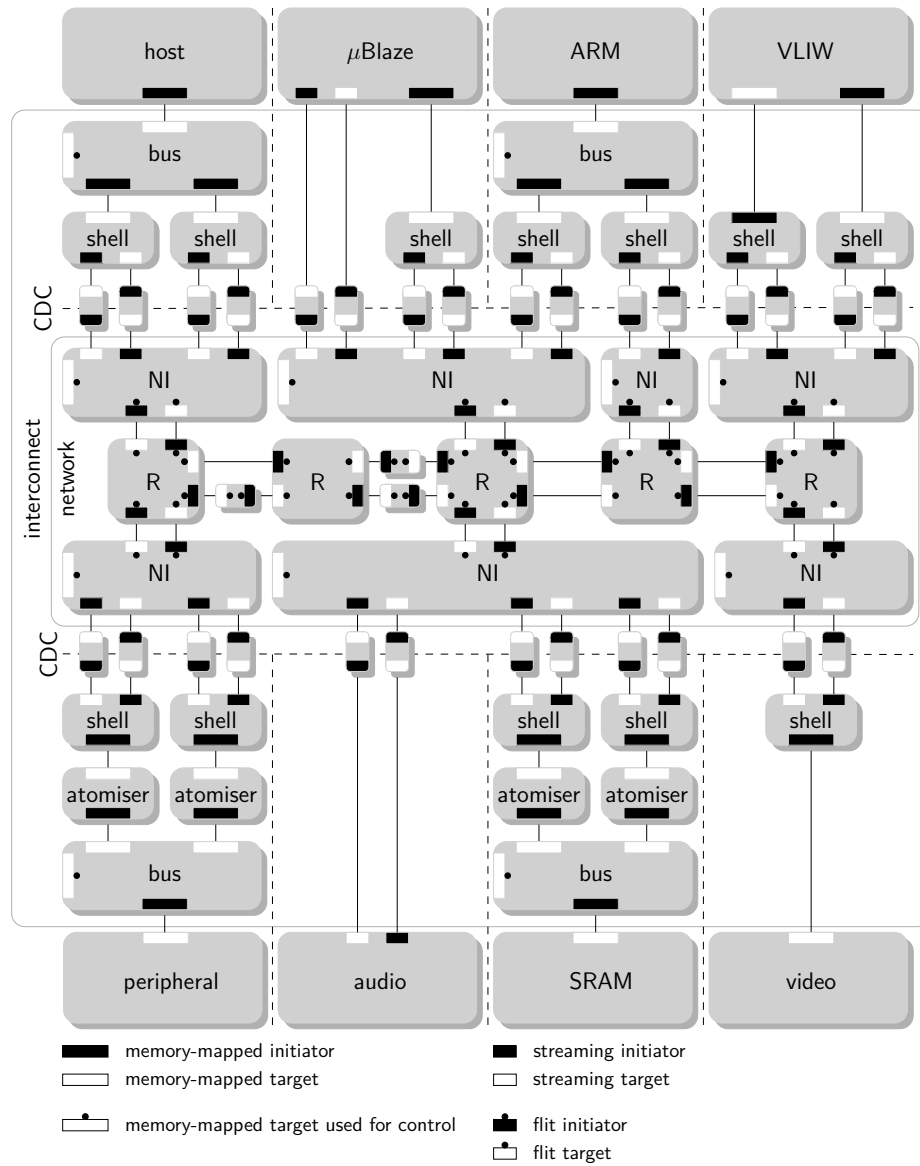 host μBlaze ARM VLIW
bus bus
shell shell shell shell shell shell shell
CDC
NI NI NI NI
interconnect
network
R R R R R
NI NI NI
CDC
shell shell shell shell shell
atomiser atomiser atomiser atomiser
bus bus
peripheral audio SRAM video
memory-mapped initiator streaming initiator
memory-mapped target streaming target
memory-mapped target used for control flit initiator
flit target